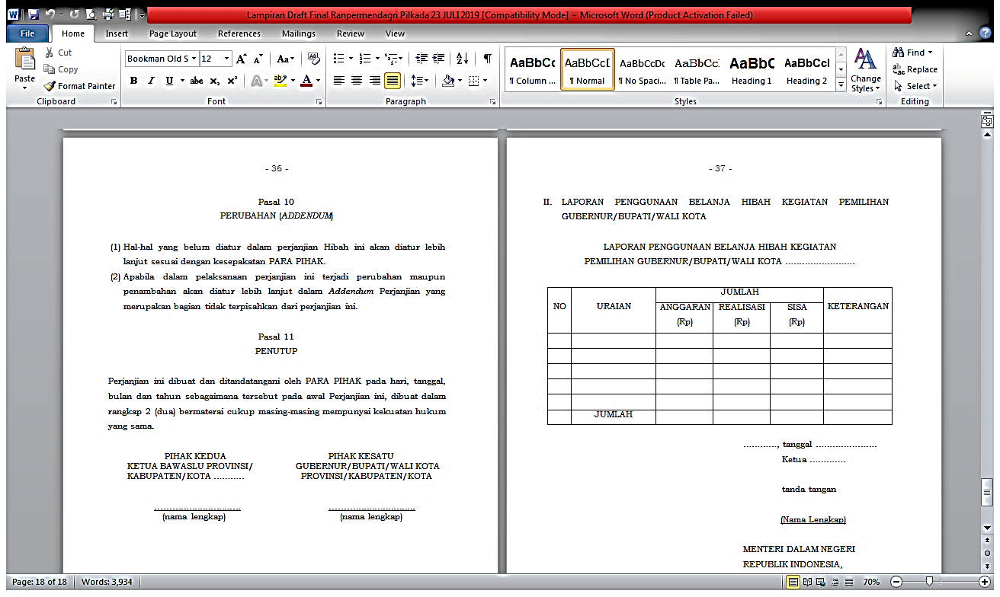 Lampiran Draft Final Ranpermendagri Pilkada 23 JULI 2019 [Compatibility Mode] - Microsoft Word (Product Activation Failed)
File Home Insert Page Layout References Mailings Review View
Paste
Cut
Copy
Format Painter
Clipboard
Bookman Old S 12
Font
Paragraph
AaBbCc AaBbCcD AaBbCcDc AaBbCc AaBbC AaBbCcI
¶ Column ... ¶ Normal ¶ No Spaci... ¶ Table Pa... Heading 1 Heading 2
Change Styles
Styles
Find
Replace
Select
Editing
- 36 -
Pasal 10
PERUBAHAN (ADDENDUM)
(1) Hal-hal yang belum diatur dalam perjanjian Hibah ini akan diatur lebih
lanjut sesuai dengan kesepakatan PARA PIHAK.
(2) Apabila dalam pelaksanaan perjanjian ini terjadi perubahan maupun
penambahan akan diatur lebih lanjut dalam Addendum Perjanjian yang
merupakan bagian tidak terpisahkan dari perjanjian ini.
Pasal 11
PENUTUP
Perjanjian ini dibuat dan ditandatangani oleh PARA PIHAK pada hari, tanggal,
bulan dan tahun sebagaimana tersebut pada awal Perjanjian ini, dibuat dalam
rangkap 2 (dua) bermaterai cukup masing-masing mempunyai kekuatan hukum
yang sama.
PIHAK KEDUA
KETUA BAWASLU PROVINSI/
KABUPATEN/KOTA ...........
................................
(nama lengkap)
PIHAK KESATU
GUBERNUR/BUPATI/WALI KOTA
PROVINSI/KABUPATEN/KOTA
................................
(nama lengkap)
- 37 -
II. LAPORAN PENGGUNAAN BELANJA HIBAH KEGIATAN PEMILIHAN
GUBERNUR/BUPATI/WALI KOTA
LAPORAN PENGGUNAAN BELANJA HIBAH KEGIATAN
PEMILIHAN GUBERNUR/BUPATI/WALI KOTA .........................
JUMLAH
NO URAIAN ANGGARAN REALISASI SISA KETERANGAN
(Rp) (Rp) (Rp)
JUMLAH
............, tanggal ......................
Ketua .............
tanda tangan
(Nama Lengkap)
MENTERI DALAM NEGERI
REPUBLIK INDONESIA,
Page: 18 of 18 Words: 3,934 70%